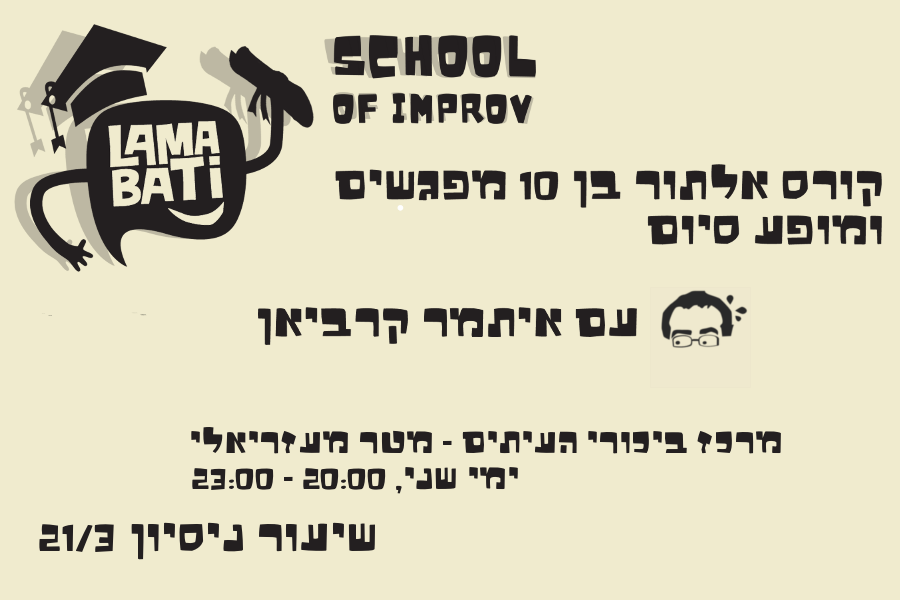 LAMA
BATI
SCHOOL
OF IMPROV
קורס אלתור בן 10 מפגשים
ומופע סיום
עם איתמר קרביאן
מרכז ביכורי העיתים - מטר מעזריאלי
ימי שני, 20:00 - 23:00
שיעור ניסיון 21/3